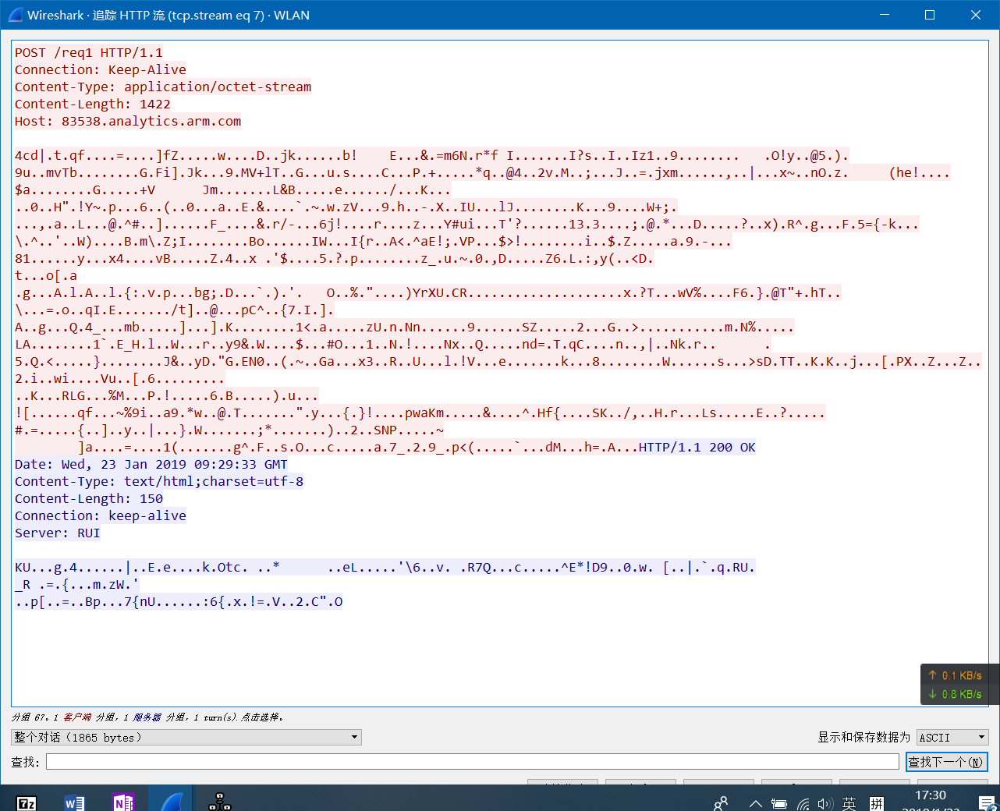 Wireshark · 追踪 HTTP 流 (tcp.stream eq 7) · WLAN
POST /req1 HTTP/1.1
Connection: Keep-Alive
Content-Type: application/octet-stream
Content-Length: 1422
Host: 83538.analytics.arm.com
4cd|.t.qf....=....]fZ.....w....D..jk......b!    E...&.=m6N.r*f I.......I?s..I..Iz1..9........   .O!y..@5.).
9u..mvTb........G.Fi].Jk...9.MV+lT..G...u.s....C...P.+.....*q..@4..2v.M..;...J..=.jxm......,..|...x~..nO.z.     (he!....
$a........G.....+V      Jm.......L&B.....e....../...K...
..0..H".!Y~.p...6..(..0...a..E.&....`.~.w.zV...9.h..-.X..IU...lJ........K...9....W+;.
...,.a..L...@.^#..]......F_....&.r/-...6j!....r....z...Y#ui...T'?......13.3....;.@.*...D.....?..x).R^.g...F.5={-k...
\.^..'..W)....B.m\.Z;I........Bo......IW...I{r..A<.^aE!;.VP...$>!........i..$.Z.....a.9.-...
81......y...x4....vB.....Z.4..x .'$....5.?.p........z_.u.~.0.,D.....Z6.L.:,y(..<D.
t...o[.a
.g...A.l.A..l.{:.v.p...bg;.D...`.).'.   O..%."....)YrXU.CR....................x.?T...wV%....F6.}.@T"+.hT..
\...=.o..qI.E......./t]..@...pC^..{7.I.].
A..g...Q.4_...mb.....]...].K........1<.a.....zU.n.Nn......9......SZ.....2...G..>...........m.N%.....
LA........1`.E_H.l..W...r..y9&.W....$...#O...1..N.!....Nx..Q.....nd=.T.qC....n..,|..Nk.r..      .
5.Q.<.....}........J&..yD."G.EN0..(.~..Ga...x3..R..U...l.!V...e.......k...8........W......s...>sD.TT..K.K..j...[.PX..Z...Z..
2.i..wi....Vu..[.6.........
..K...RLG...%M...P.!.....6.B.....).u...
![......qf...~%9i..a9.*w..@.T.......".y...{.}!....pwaKm.....&....^.Hf{....SK../,..H.r...Ls.....E..?.....
#.=.....{..]..y..|...}.W.......;*.......)..2..SNP.....~
]a....=....1(.......g^.F..s.O...c.....a.7_.2.9_.p<(.....`...dM...h=.A...HTTP/1.1 200 OK
Date: Wed, 23 Jan 2019 09:29:33 GMT
Content-Type: text/html;charset=utf-8
Content-Length: 150
Connection: keep-alive
Server: RUI
KU...g.4......|..E.e....k.Otc. ..*      ..eL.....'\6..v. .R7Q...c.....^E*!D9..0.w. [..|.`.q.RU.
_R .=.{...m.zW.'
..p[..=..Bp...7{nU......:6{.x.!=.V..2.C".O
↑ 0.1 KB/s
↓ 0.8 KB/s
分组 67。1 客户端 分组，1 服务器 分组，1 turn(s).点击选择。
整个对话（1865 bytes）
显示和保存数据为 ASCII
查找：
查找下一个(N)
7z
W
N
英
拼
17:30